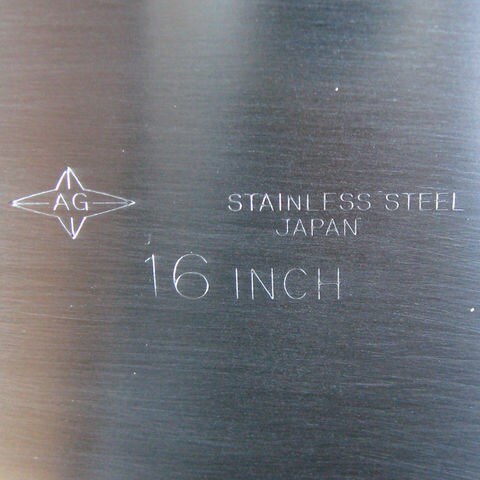 AG
STAINLESS STEEL
JAPAN
16 INCH